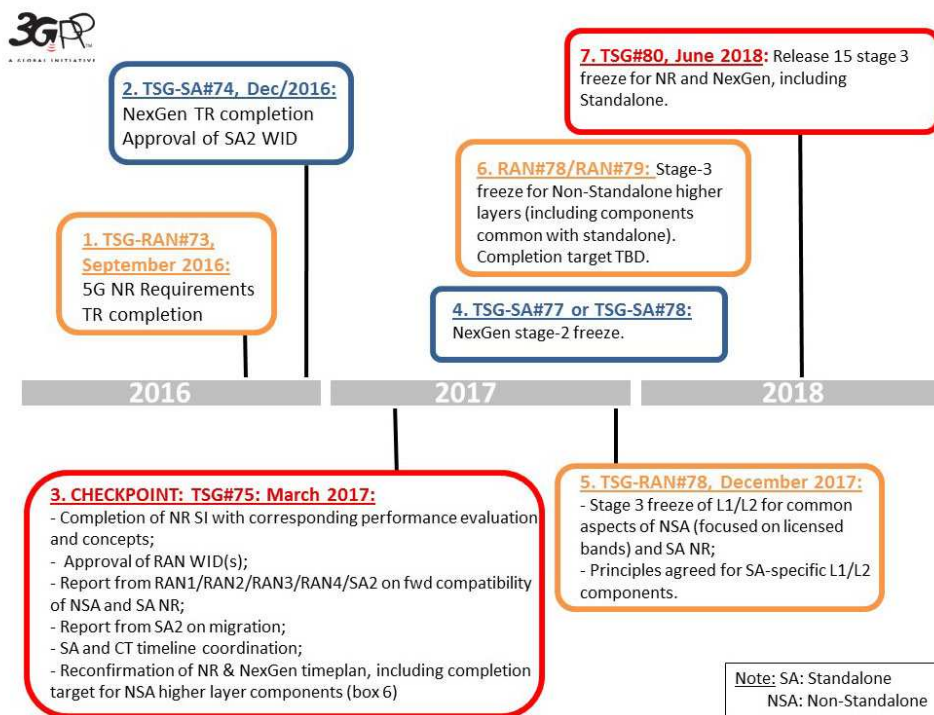 3GPP
TM
A GLOBAL INITIATIVE
2. TSG-SA#74, Dec/2016:
NexGen TR completion
Approval of SA2 WID
7. TSG#80, June 2018: Release 15 stage 3
freeze for NR and NexGen, including
Standalone.
1. TSG-RAN#73,
September 2016:
5G NR Requirements
TR completion
6. RAN#78/RAN#79: Stage-3
freeze for Non-Standalone higher
layers (including components
common with standalone).
Completion target TBD.
4. TSG-SA#77 or TSG-SA#78:
NexGen stage-2 freeze.
2016
2017
2018
3. CHECKPOINT: TSG#75: March 2017:
- Completion of NR SI with corresponding performance evaluation
and concepts;
- Approval of RAN WID(s);
- Report from RAN1/RAN2/RAN3/RAN4/SA2 on fwd compatibility
of NSA and SA NR;
- Report from SA2 on migration;
- SA and CT timeline coordination;
- Reconfirmation of NR & NexGen timeplan, including completion
target for NSA higher layer components (box 6)
5. TSG-RAN#78, December 2017:
- Stage 3 freeze of L1/L2 for common
aspects of NSA (focused on licensed
bands) and SA NR;
- Principles agreed for SA-specific L1/L2
components.
Note: SA: Standalone
NSA: Non-Standalone